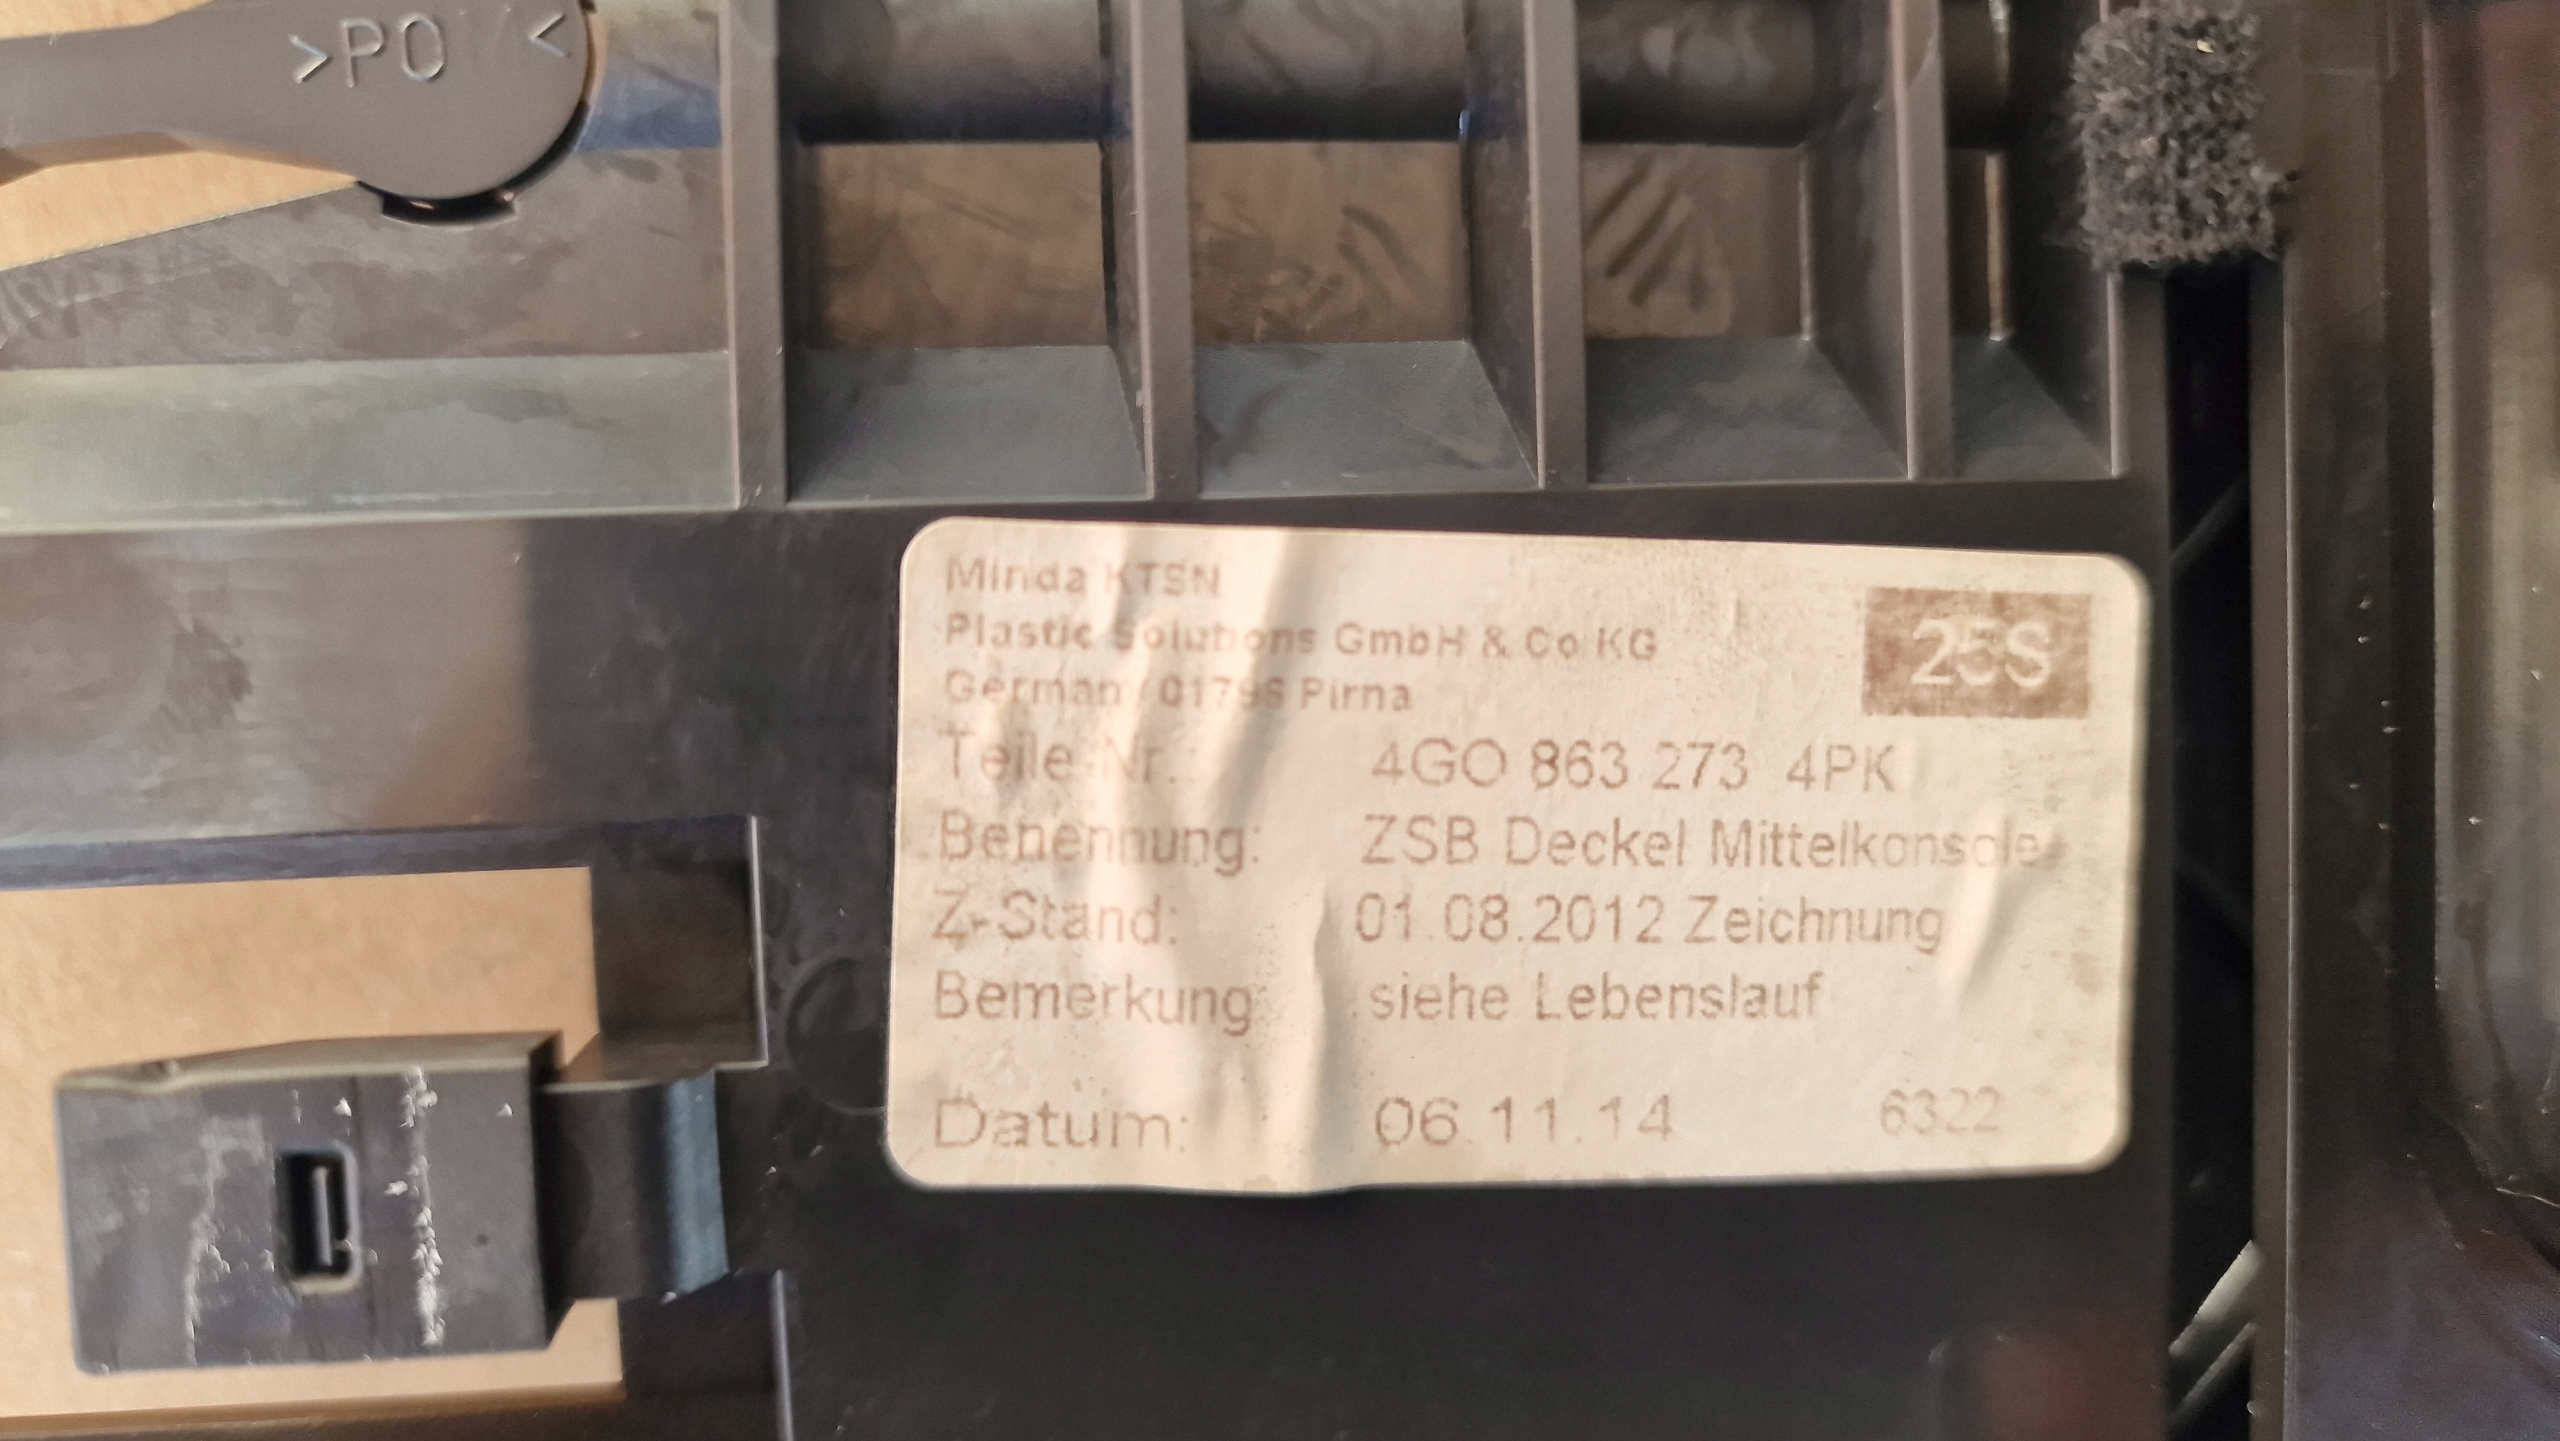 >POM<
Minda KTSN
Plastic Solutions GmbH & Co KG
25S
German / 01796 Pirna
Teile Nr.: 4GO 863 273 4PK
Benennung: ZSB Deckel Mittelkonsole
Z-Stand: 01.08.2012 Zeichnung
Bemerkung siehe Lebenslauf
Datum: 06.11.14 6322